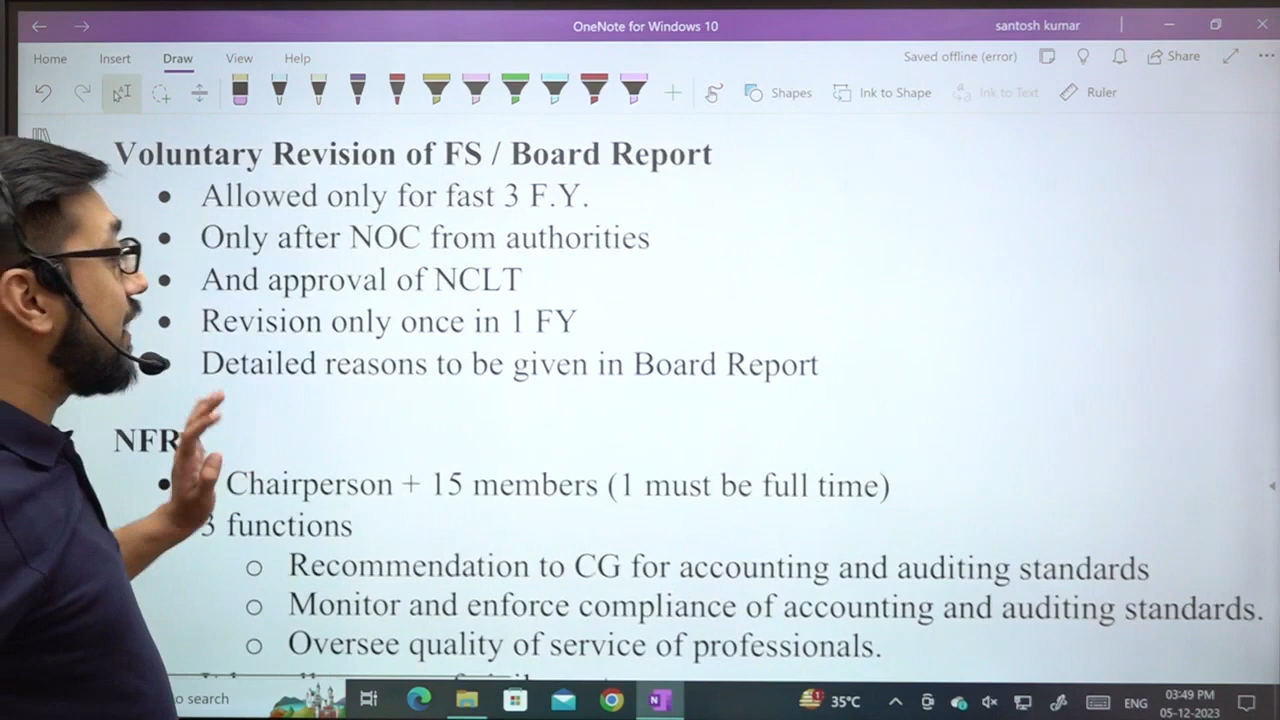 OneNote for Windows 10
santosh kumar
Home Insert Draw View Help
Saved offline (error)
Share
Shapes
Ink to Shape
Ink to Text
Ruler
Voluntary Revision of FS / Board Report
• Allowed only for fast 3 F.Y.
• Only after NOC from authorities
• And approval of NCLT
• Revision only once in 1 FY
Detailed reasons to be given in Board Report
NFR
• Chairperson + 15 members (1 must be full time)
3 functions
o Recommendation to CG for accounting and auditing standards
o Monitor and enforce compliance of accounting and auditing standards.
o Oversee quality of service of professionals.
o search
1
35°C
ENG
03:49 PM
05-12-2023